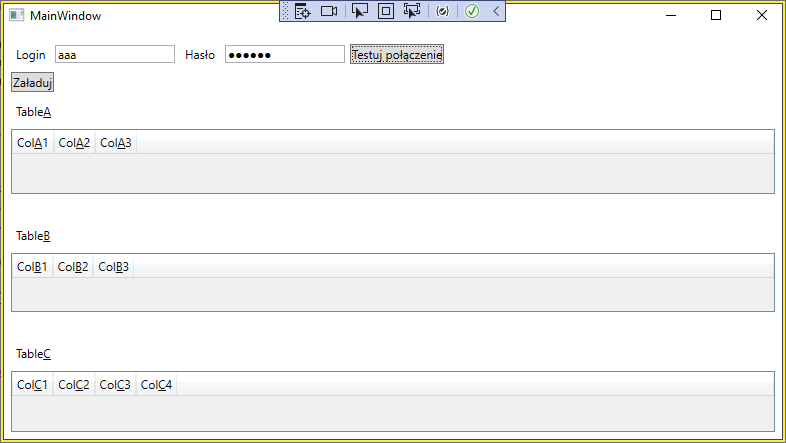 MainWindow
Login aaa Hasło ●●●●●● Testuj połączenie
Załaduj
TableA
ColA1 ColA2 ColA3
TableB
ColB1 ColB2 ColB3
TableC
ColC1 ColC2 ColC3 ColC4